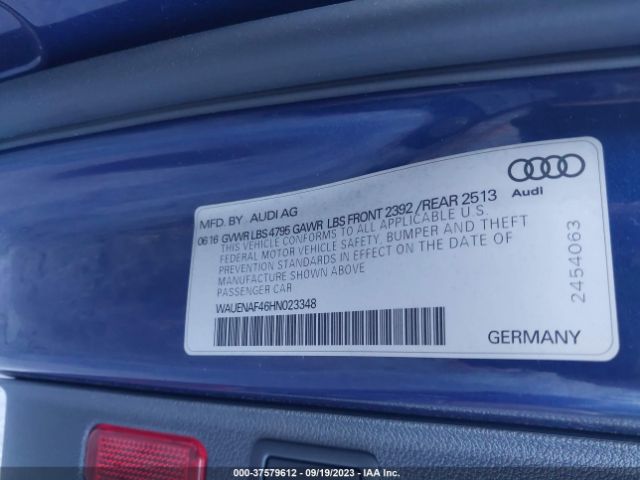 MFD. BY AUDI AG
06 16 GVWR LBS 4795 GAWR LBS FRONT 2392 / REAR 2513
THIS VEHICLE CONFORMS TO ALL APPLICABLE U.S.
FEDERAL MOTOR VEHICLE SAFETY, BUMPER AND THEFT
PREVENTION STANDARDS IN EFFECT ON THE DATE OF
MANUFACTURE SHOWN ABOVE
PASSENGER CAR
WAUENAF46HN023348
Audi
2454063
GERMANY
000-37579612 - 09/19/2023 - IAA Inc.